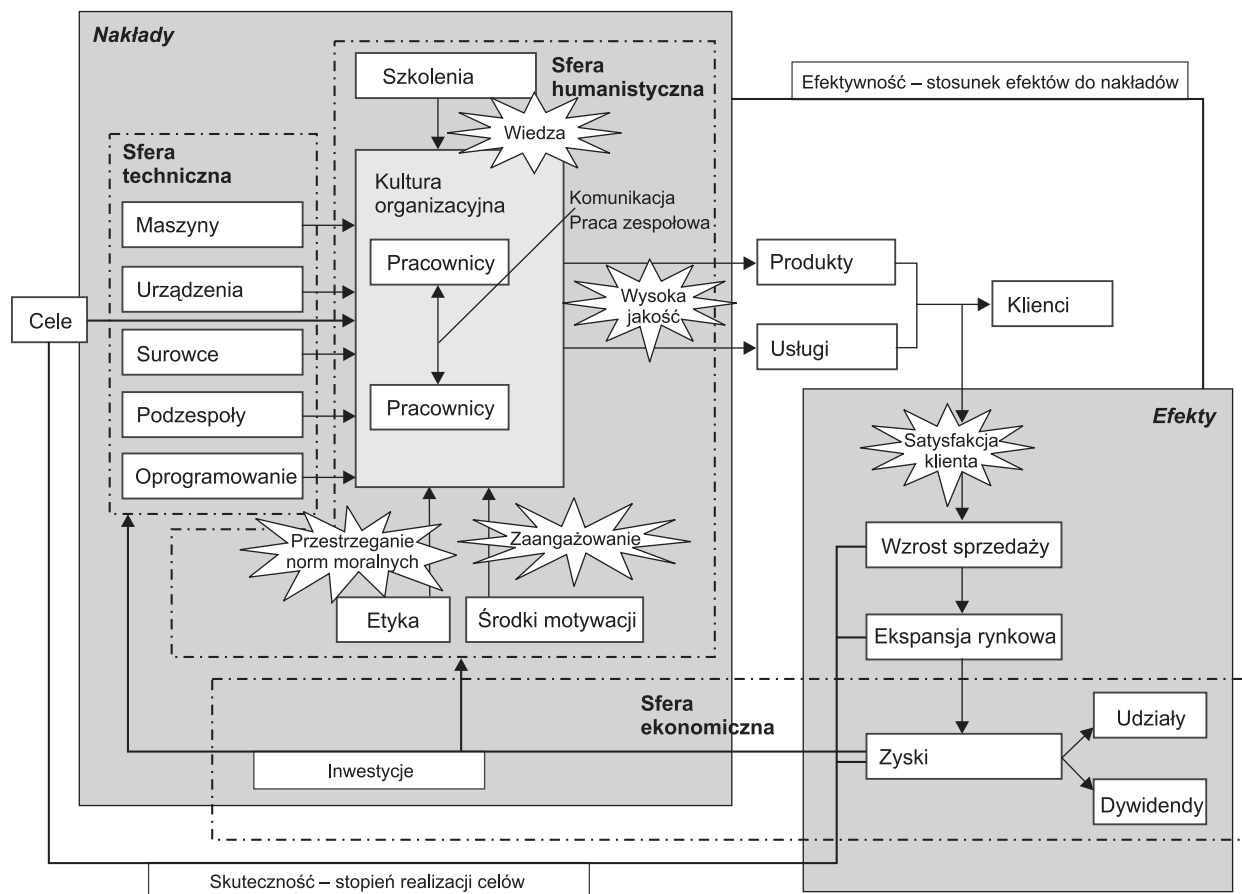 Nakłady
Szkolenia
Sfera
humanistyczna
Efektywność – stosunek efektów do nakładów
Wiedza
Sfera
techniczna
Kultura
organizacyjna
Komunikacja
Praca zespołowa
Maszyny
Pracownicy
Produkty
Urządzenia
Wysoka
jakość
Cele
Klienci
Surowce
Usługi
Podzespoły
Pracownicy
Efekty
Satysfakcja
klienta
Oprogramowanie
Przestrzeganie
norm moralnych
Zaangażowanie
Wzrost sprzedaży
Etyka
Środki motywacji
Ekspansja rynkowa
Sfera
ekonomiczna
Udziały
Zyski
Inwestycje
Dywidendy
Skuteczność – stopień realizacji celów